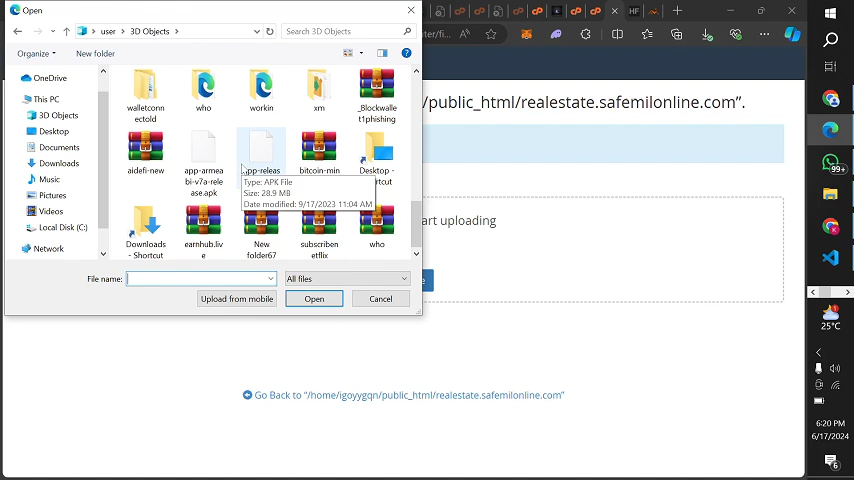 Open
user > 3D Objects >
Search 3D Objects
Organize
New folder
OneDrive
This PC
3D Objects
Desktop
Documents
Downloads
Music
Pictures
Videos
Local Disk (C:)
Network
walletconn
ectold
who
workin
xm
_Blockwalle
t1phishing
aidefi-new
app-armea
bi-v7a-rele
ase.apk
app-releas
bitcoin-min
Desktop -
Type: APK File
Size: 28.9 MB
Date modified: 9/17/2023 11:04 AM
Downloads
- Shortcut
earnhub.liv
e
New
folder67
subscriben
etflix
who
File name:
All files
Upload from mobile
Open
Cancel
/public_html/realestate.safemilonline.com”.
art uploading
Go Back to “/home/igoyygqn/public_html/realestate.safemilonline.com”
HF
99+
25°C
6:20 PM
6/17/2024
6